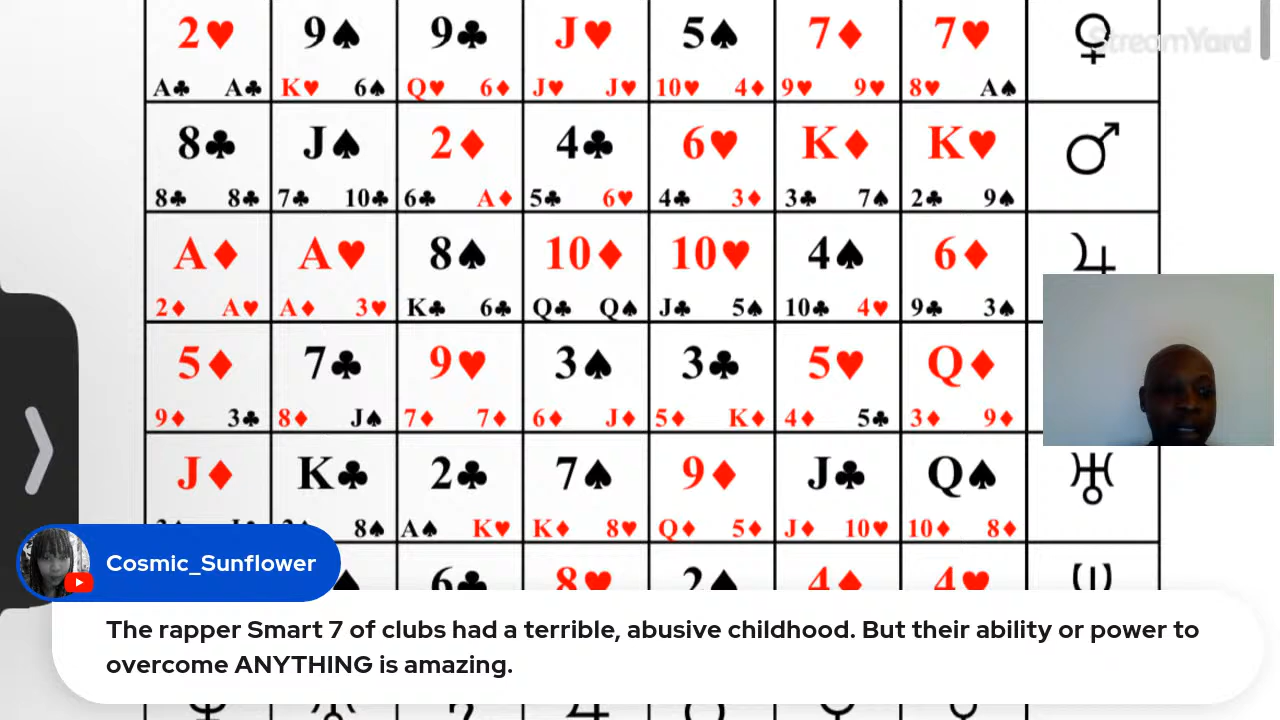 StreamYard
2♥ 9♠ 9♣ J♥ 5♠ 7♦ 7♥ ♀
A♣ A♣ K♥ 6♠ Q♥ 6♦ J♥ J♥ 10♥ 4♦ 9♥ 9♥ 8♥ A♠
8♣ J♠ 2♦ 4♣ 6♥ K♦ K♥ ♂
8♣ 8♣ 7♣ 10♣ 6♣ A♦ 5♣ 6♥ 4♣ 3♦ 3♣ 7♠ 2♣ 9♠
A♦ A♥ 8♠ 10♦ 10♥ 4♠ 6♦ ♃
2♦ A♥ A♦ 3♥ K♣ 6♣ Q♣ Q♠ J♣ 5♠ 10♣ 4♥ 9♣ 3♠
5♦ 7♣ 9♥ 3♠ 3♣ 5♥ Q♦
9♦ 3♣ 8♦ J♠ 7♦ 7♦ 6♦ J♦ 5♦ K♦ 4♦ 5♣ 3♦ 9♦
J♦ K♣ 2♣ 7♠ 9♦ J♣ Q♠ ♅
8♠ A♠ K♥ K♦ 8♥ Q♦ 5♦ J♦ 10♥ 10♦ 8♦
6♣ 8♥ 2♠ 4♦ 4♥
Cosmic_Sunflower
The rapper Smart 7 of clubs had a terrible, abusive childhood. But their ability or power to
overcome ANYTHING is amazing.